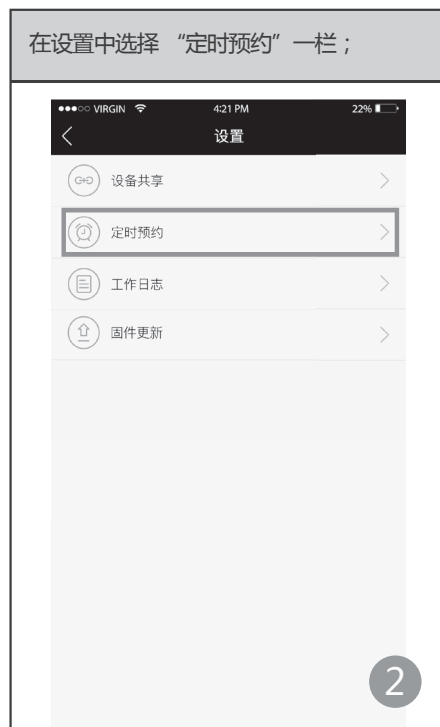 在设置中选择 “定时预约” 一栏；
VIRGIN 4:21 PM 22%
设置
设备共享
定时预约
工作日志
固件更新
2